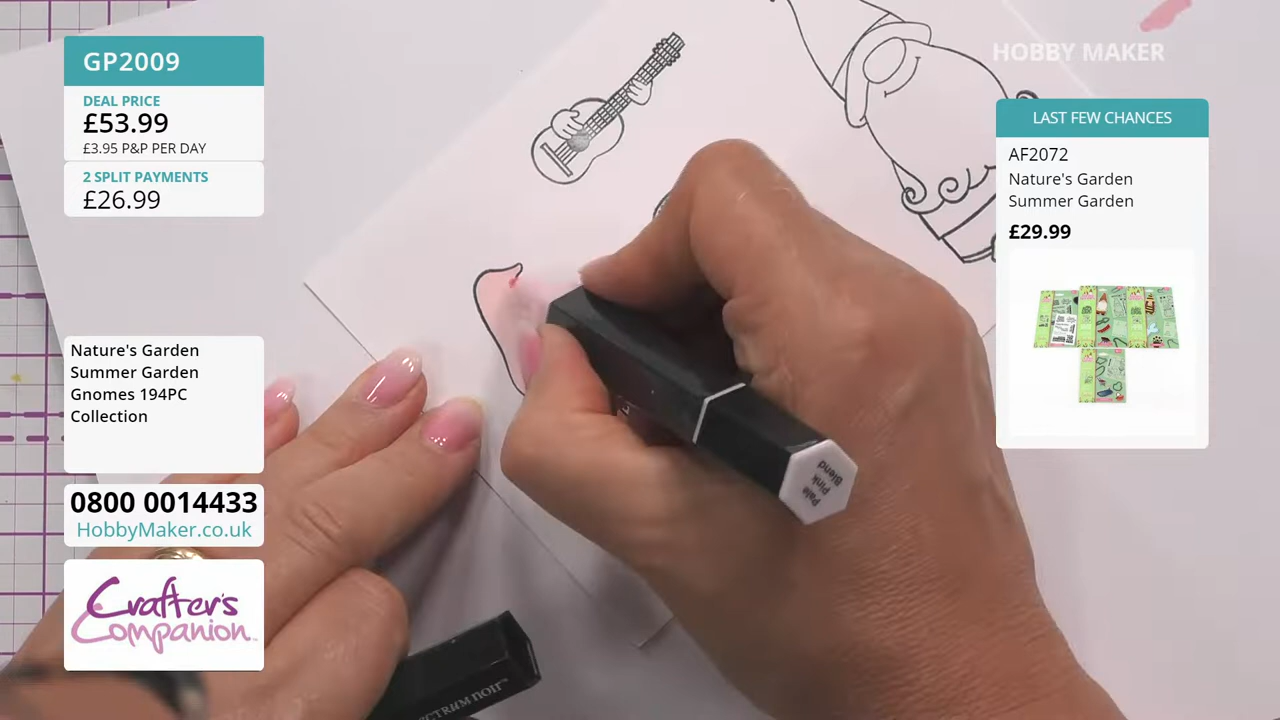 GP2009
DEAL PRICE
£53.99
£3.95 P&P PER DAY
2 SPLIT PAYMENTS
£26.99
Nature's Garden
Summer Garden
Gnomes 194PC
Collection
0800 0014433
HobbyMaker.co.uk
Crafter's
Companion
HOBBY MAKER
LAST FEW CHANCES
AF2072
Nature's Garden
Summer Garden
£29.99
Pale
Pink
Blend
ECTRUM NOIR